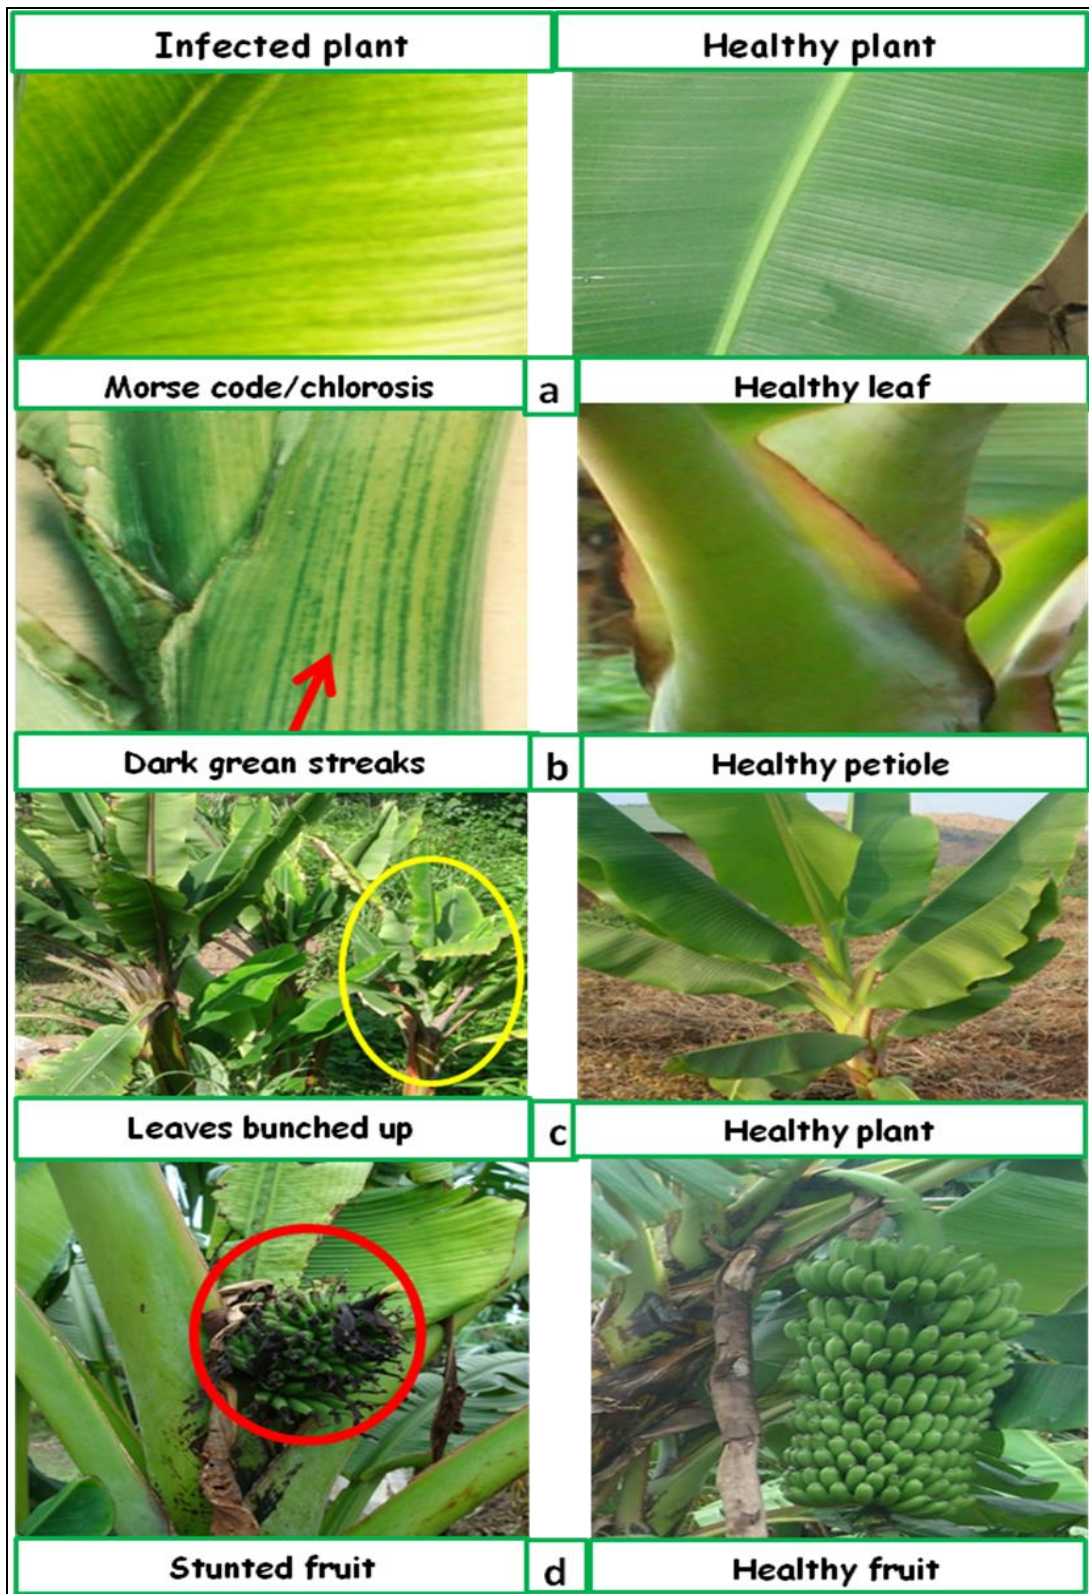 Infected plant Healthy plant
Morse code/chlorosis a Healthy leaf
Dark grean streaks b Healthy petiole
Leaves bunched up c Healthy plant
Stunted fruit d Healthy fruit